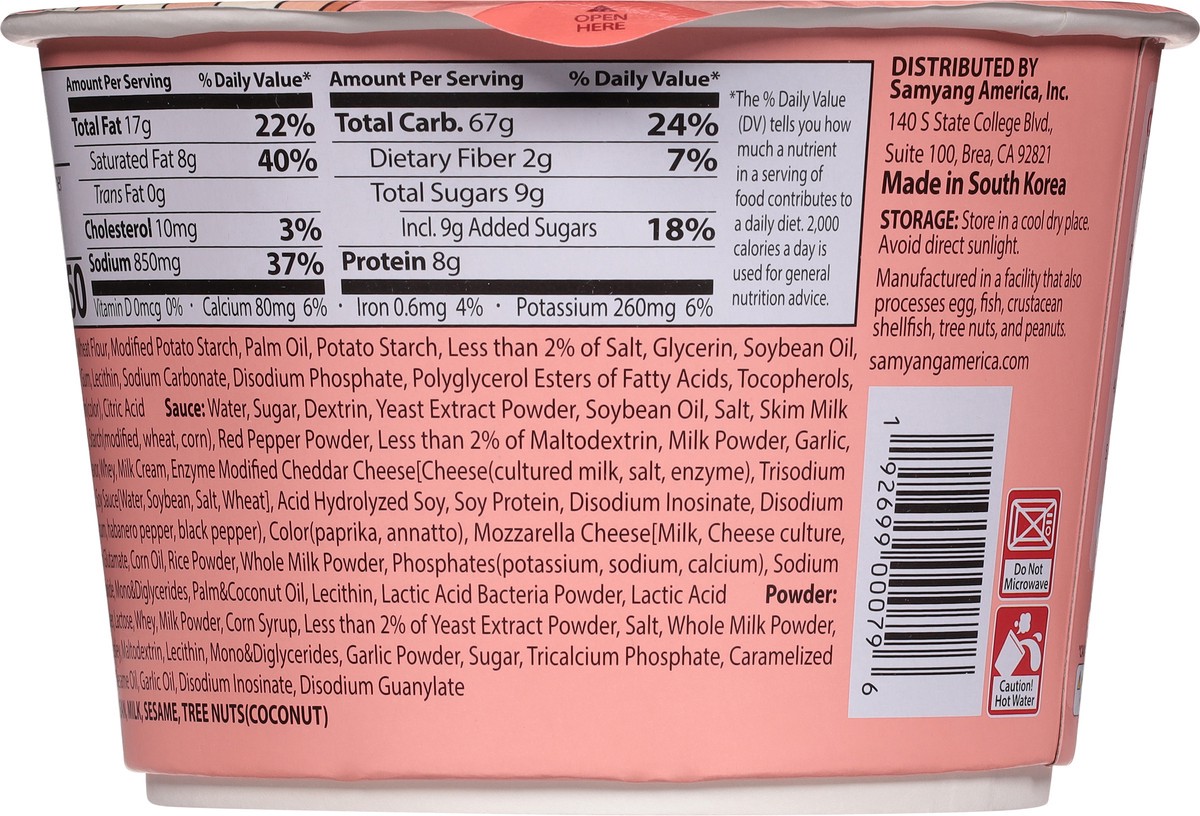 OPEN
HERE
Amount Per Serving % Daily Value*
Total Fat 17g 22%
Saturated Fat 8g 40%
Trans Fat 0g
Cholesterol 10mg 3%
Sodium 850mg 37%
Amount Per Serving % Daily Value*
Total Carb. 67g 24%
Dietary Fiber 2g 7%
Total Sugars 9g
Incl. 9g Added Sugars 18%
Protein 8g
Vitamin D 0mcg 0% · Calcium 80mg 6% · Iron 0.6mg 4% · Potassium 260mg 6%
*The % Daily Value
(DV) tells you how
much a nutrient
in a serving of
food contributes to
a daily diet. 2,000
calories a day is
used for general
nutrition advice.
Flour, Modified Potato Starch, Palm Oil, Potato Starch, Less than 2% of Salt, Glycerin, Soybean Oil,
Lecithin, Sodium Carbonate, Disodium Phosphate, Polyglycerol Esters of Fatty Acids, Tocopherols,
Citric Acid Sauce: Water, Sugar, Dextrin, Yeast Extract Powder, Soybean Oil, Salt, Skim Milk
(modified, wheat, corn), Red Pepper Powder, Less than 2% of Maltodextrin, Milk Powder, Garlic,
Whey, Milk Cream, Enzyme Modified Cheddar Cheese[Cheese(cultured milk, salt, enzyme), Trisodium
Sauce[Water, Soybean, Salt, Wheat], Acid Hydrolyzed Soy, Soy Protein, Disodium Inosinate, Disodium
habanero pepper, black pepper), Color(paprika, annatto), Mozzarella Cheese[Milk, Cheese culture,
Corn Oil, Rice Powder, Whole Milk Powder, Phosphates(potassium, sodium, calcium), Sodium
Mono&Diglycerides, Palm&Coconut Oil, Lecithin, Lactic Acid Bacteria Powder, Lactic Acid Powder:
Lactose, Whey, Milk Powder, Corn Syrup, Less than 2% of Yeast Extract Powder, Salt, Whole Milk Powder,
Maltodextrin, Lecithin, Mono&Diglycerides, Garlic Powder, Sugar, Tricalcium Phosphate, Caramelized
Oil, Garlic Oil, Disodium Inosinate, Disodium Guanylate
MILK, SESAME, TREE NUTS(COCONUT)
DISTRIBUTED BY
Samyang America, Inc.
140 S State College Blvd.,
Suite 100, Brea, CA 92821
Made in South Korea
STORAGE: Store in a cool dry place.
Avoid direct sunlight.
Manufactured in a facility that also
processes egg, fish, crustacean
shellfish, tree nuts, and peanuts.
samyangamerica.com
1 92699 00079 6
Do Not
Microwave
Caution!
Hot Water